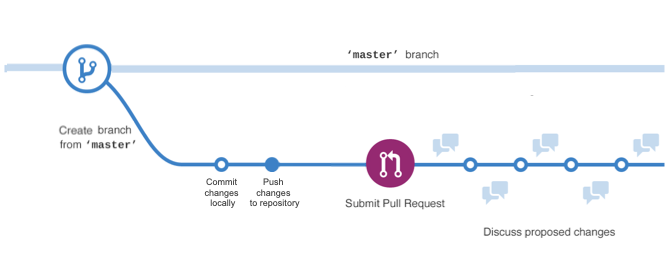 ‘master’ branch
Create branch
from ‘master’
Commit
changes
locally
Push
changes
to repository
Submit Pull Request
Discuss proposed changes